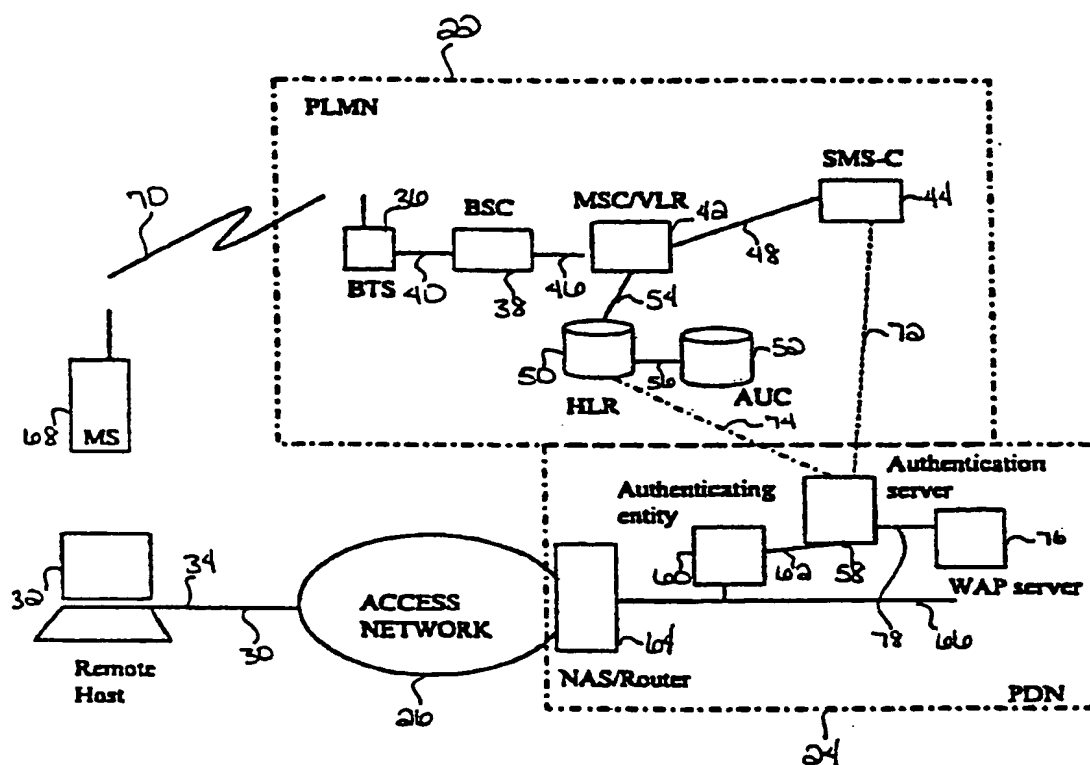 22
PLMN
SMS-C
70
36
BSC
MSC/VLR
42
44
48
BTS
40
38
46
54
72
50
52
56
HLR
AUC
74
68
MS
Authentication
server
Authenticating
entity
60
62
58
76
WAP server
32
34
30
ACCESS
NETWORK
64
78
66
Remote
Host
26
NAS/Router
PDN
24